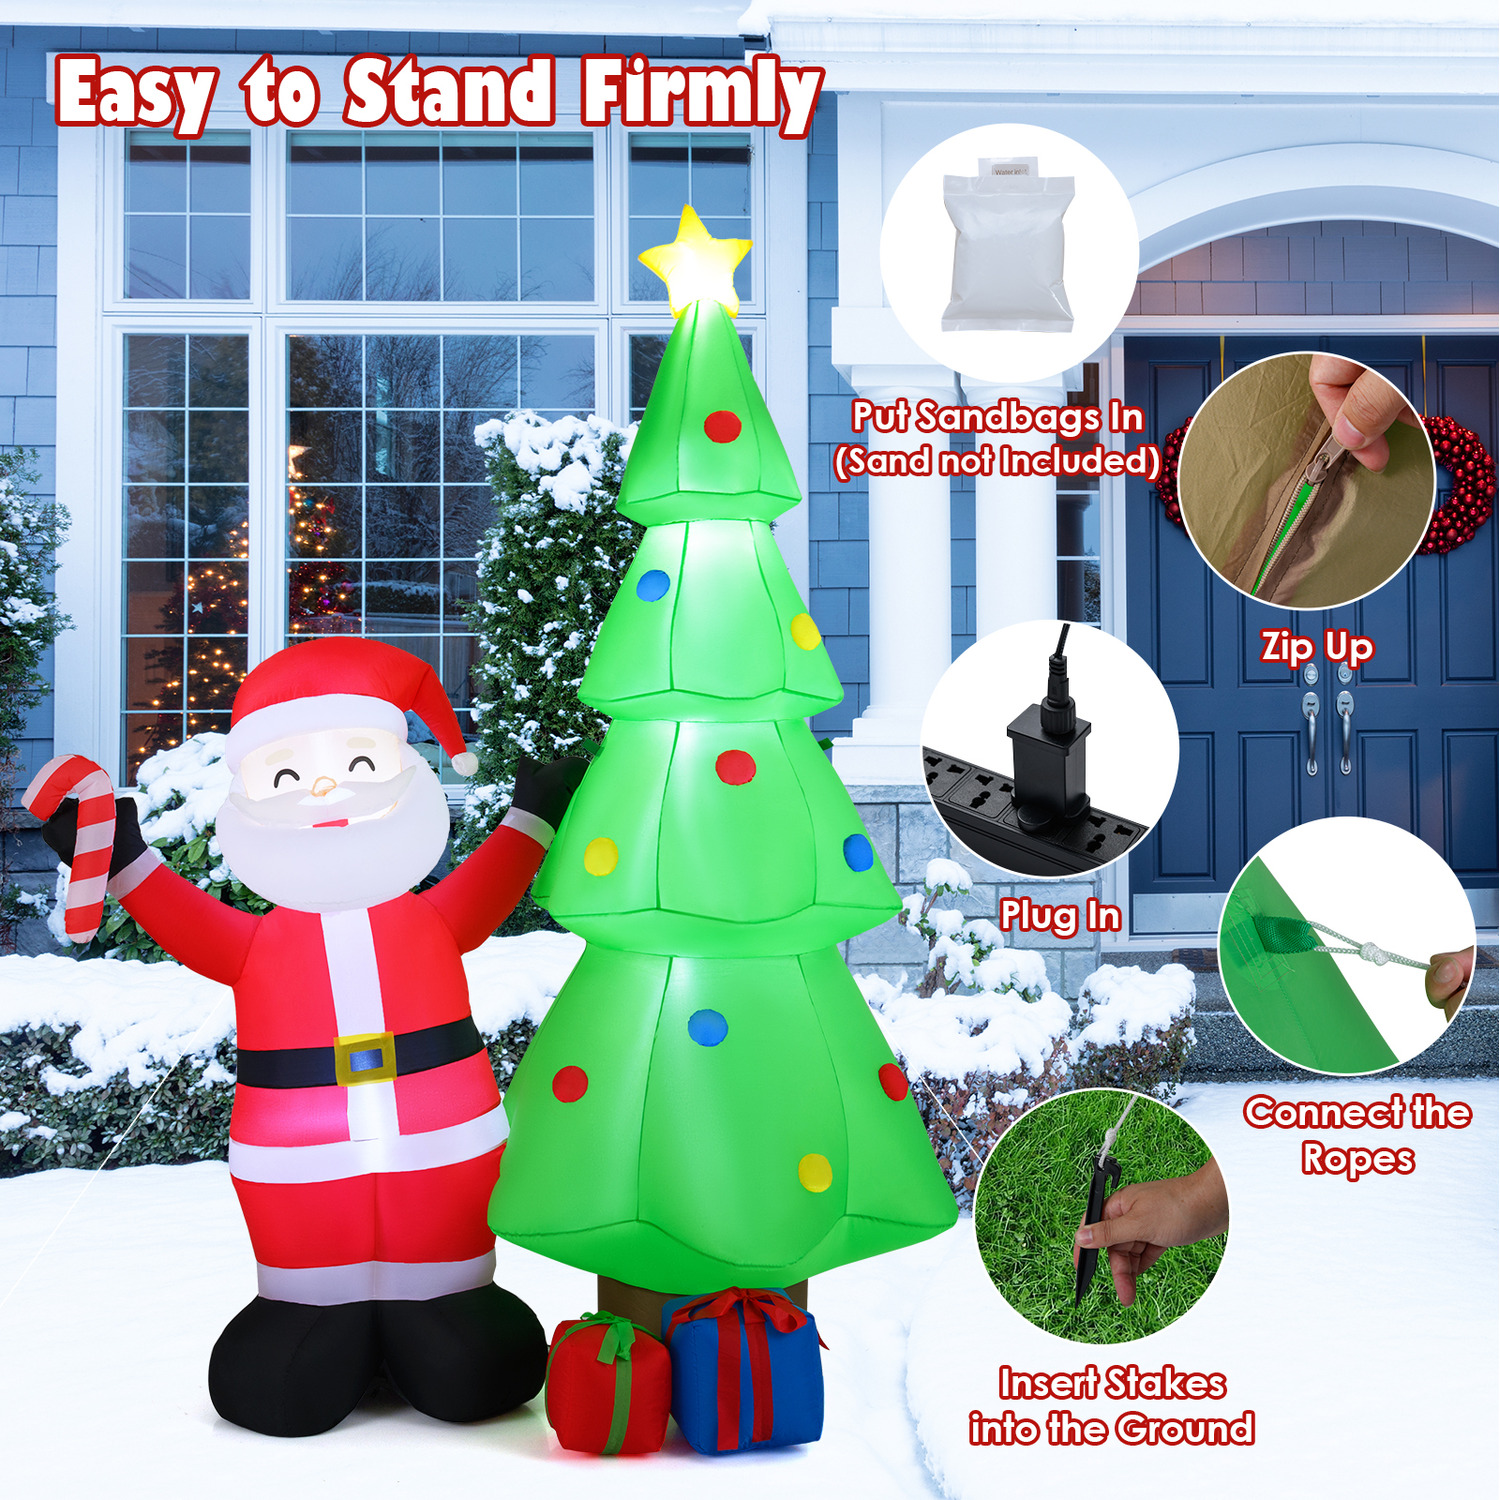 Easy to Stand Firmly
Put Sandbags In
(Sand not Included)
Zip Up
Plug In
Connect the
Ropes
Insert Stakes
into the Ground